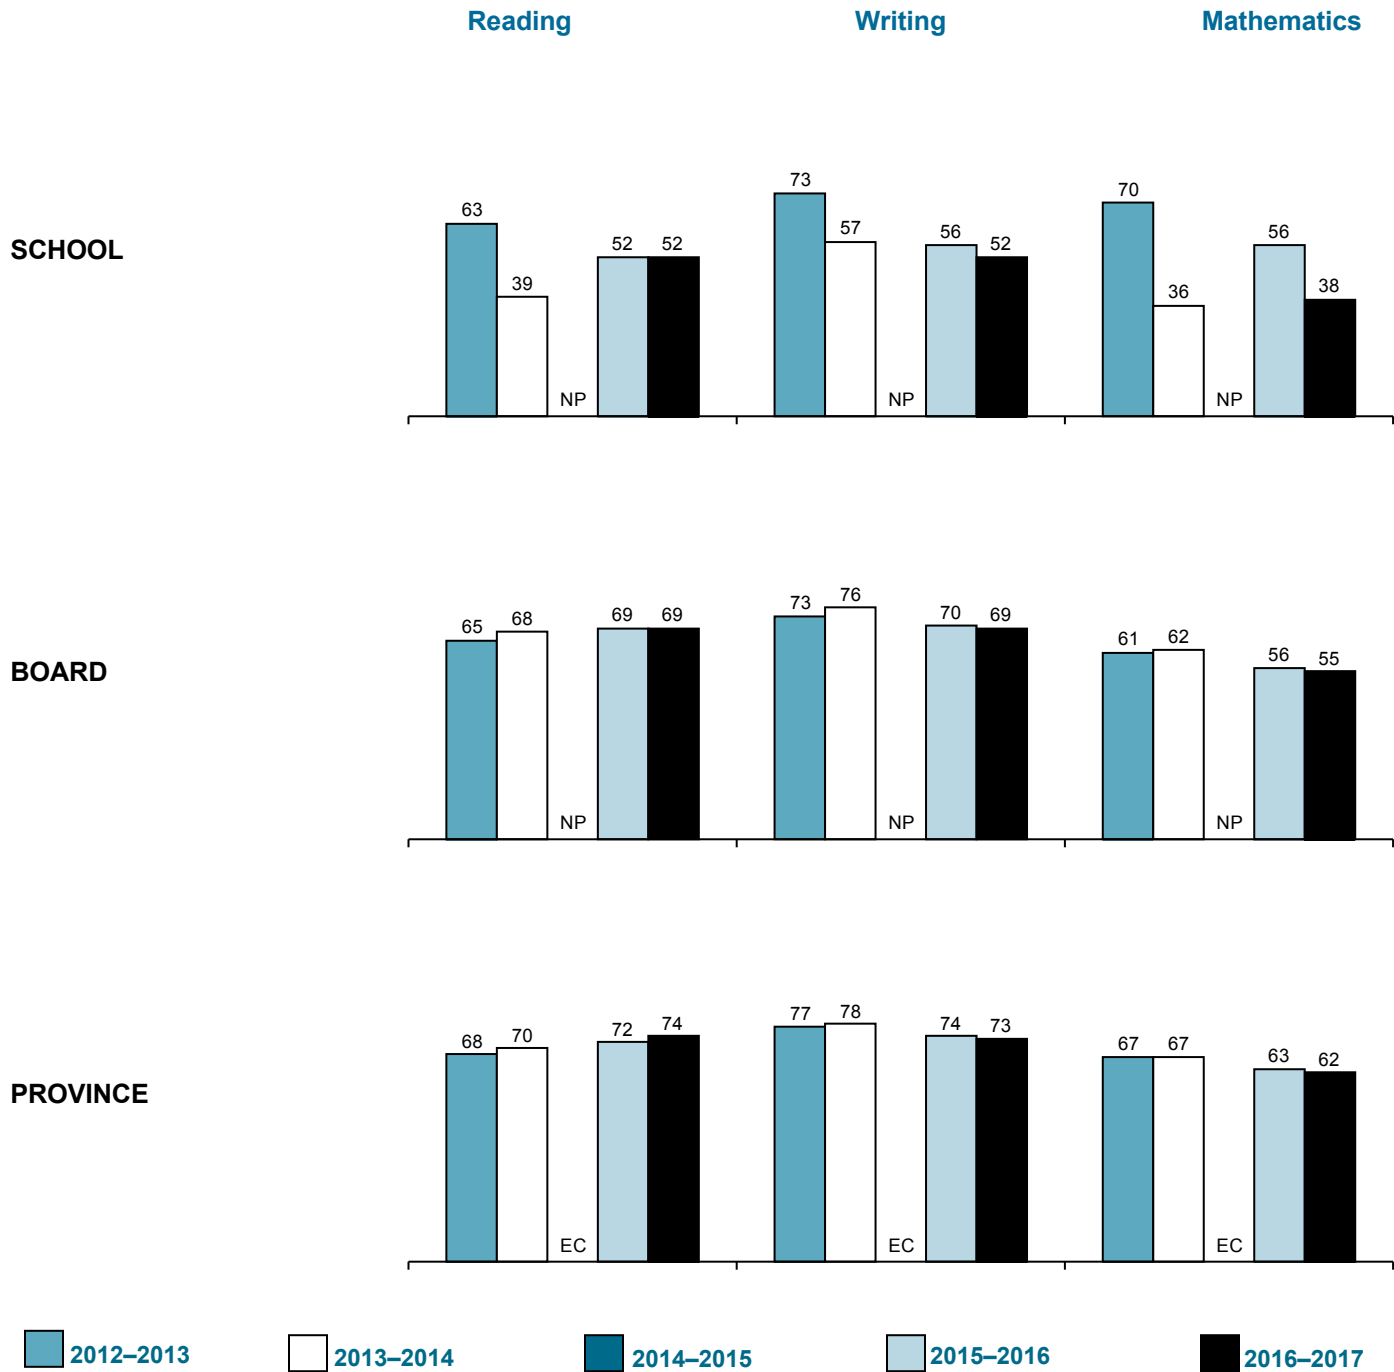 Reading Writing Mathematics
SCHOOL
63 39 NP 52 52
73 57 NP 56 52
70 36 NP 56 38
BOARD
65 68 NP 69 69
73 76 NP 70 69
61 62 NP 56 55
PROVINCE
68 70 EC 72 74
77 78 EC 74 73
67 67 EC 63 62
2012–2013 2013–2014 2014–2015 2015–2016 2016–2017